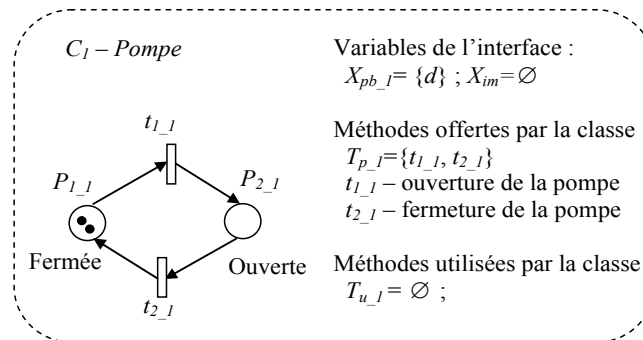 C1 – Pompe
t1_1
P1_1
P2_1
Fermée
Ouverte
t2_1
Variables de l’interface :
Xpb_1= {d} ; Xim=∅
Méthodes offertes par la classe
Tp_1={t1_1, t2_1}
t1_1 – ouverture de la pompe
t2_1 – fermeture de la pompe
Méthodes utilisées par la classe
Tu_1 = ∅ ;